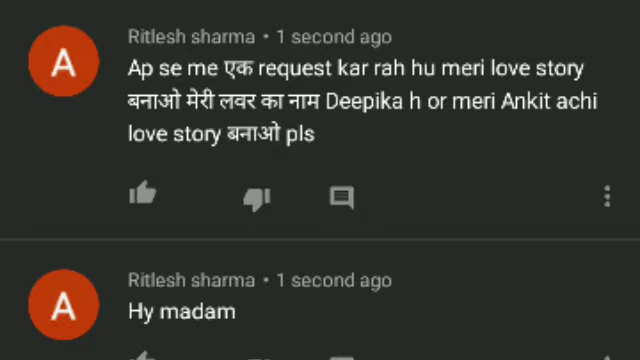 A
Ritlesh sharma • 1 second ago
Ap se me एक request kar rah hu meri love story
बनाओ मेरी लवर का नाम Deepika h or meri Ankit achi
love story बनाओ pls
A
Ritlesh sharma • 1 second ago
Hy madam